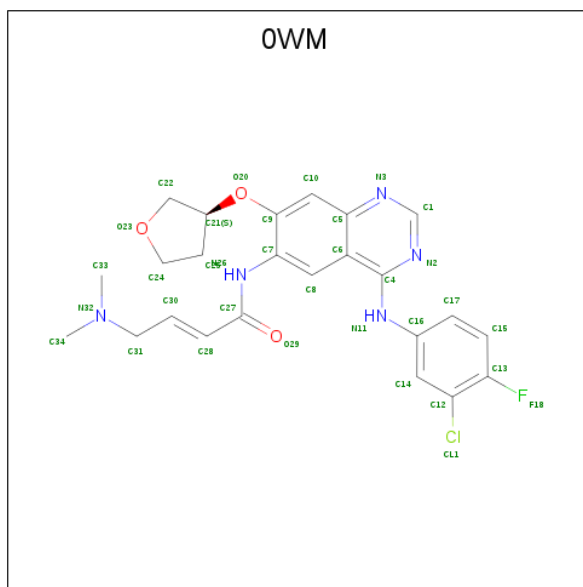 0WM
O20
C22
C10
N3
O
N
O23
C21(S)
C9
C5
C1
O
C24
C25
N26
C7
C6
N
N2
HN
C8
C4
C33
C30
C27
C17
N32
N
HN
N11
C16
C15
C34
C31
C28
O
O29
C14
C13
C12
F
F18
Cl
CL1